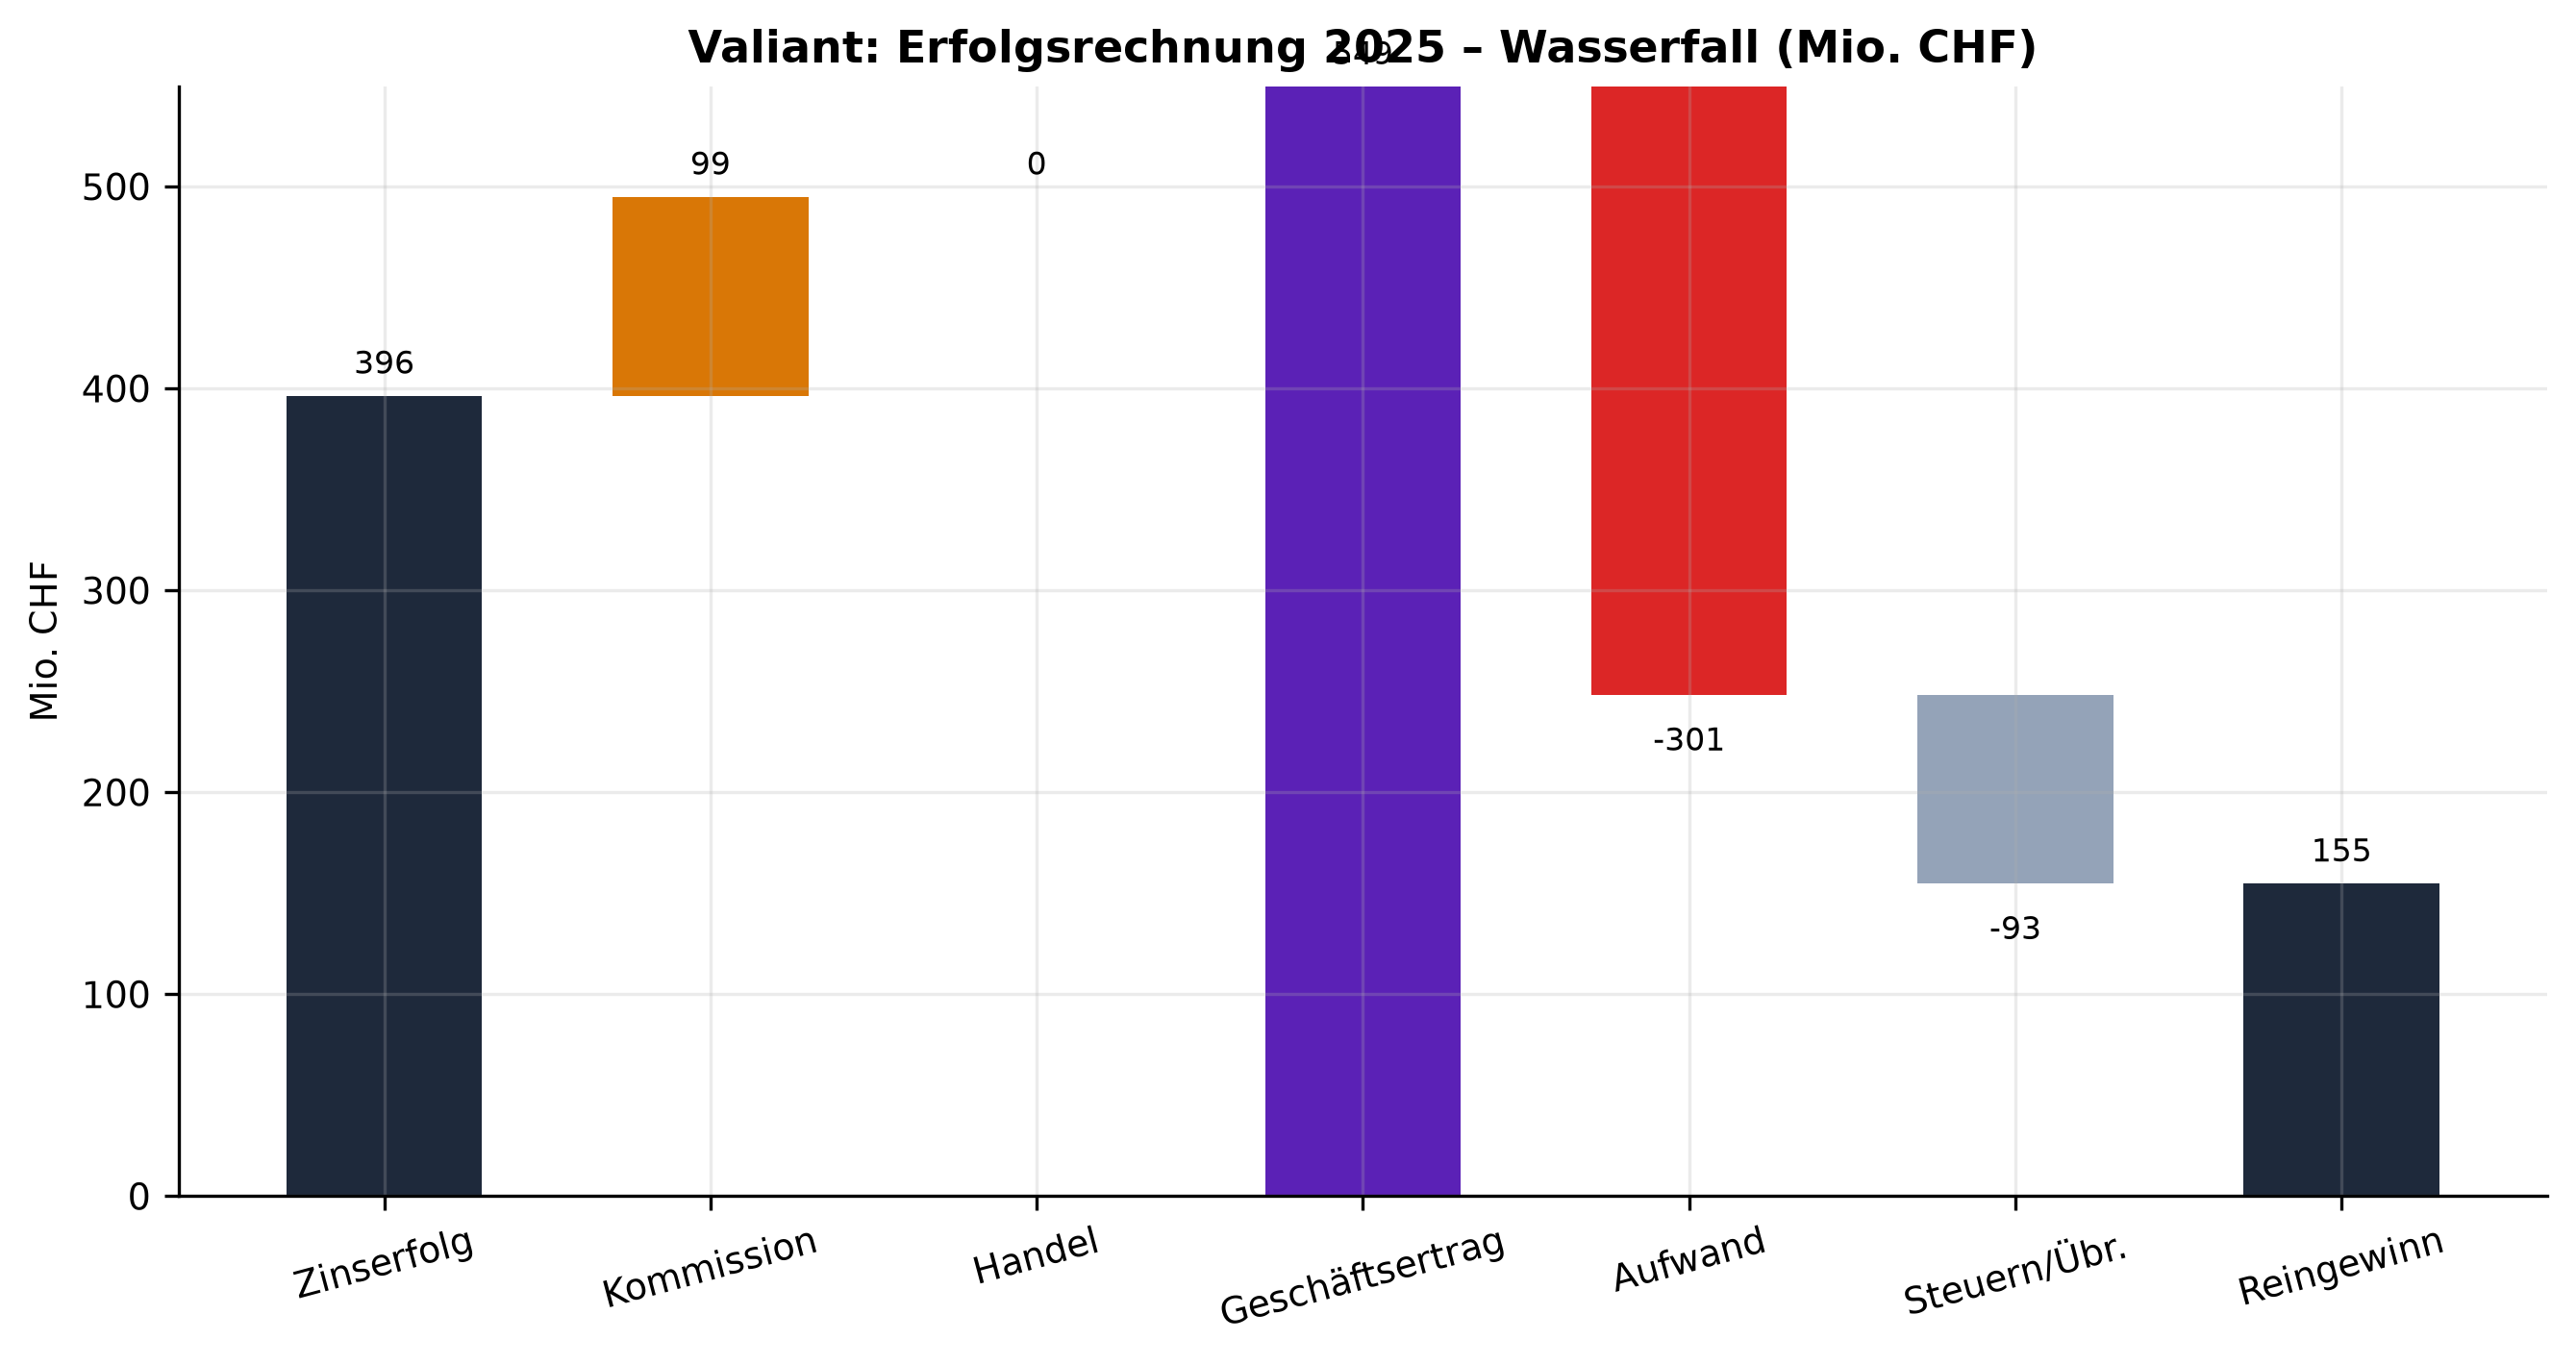 Valiant: Erfolgsrechnung 2025 – Wasserfall (Mio. CHF)
549
99
0
500
396
400
Mio. CHF
300
-301
200
155
-93
100
0
Zinserfolg
Kommission
Handel
Geschäftsertrag
Aufwand
Steuern/Übr.
Reingewinn